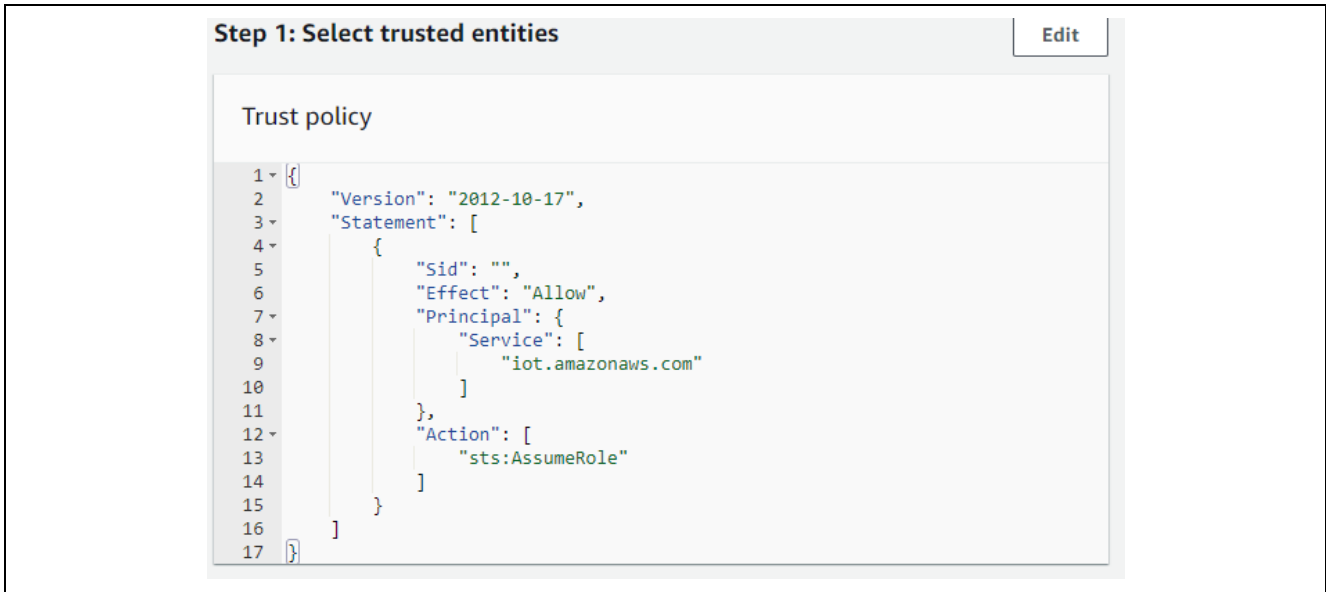 Step 1: Select trusted entities
Edit
Trust policy
1 {
2 "Version": "2012-10-17",
3 "Statement": [
4 {
5 "Sid": "",
6 "Effect": "Allow",
7 "Principal": {
8 "Service": [
9 "iot.amazonaws.com"
10 ]
11 },
12 "Action": [
13 "sts:AssumeRole"
14 ]
15 }
16 ]
17 }